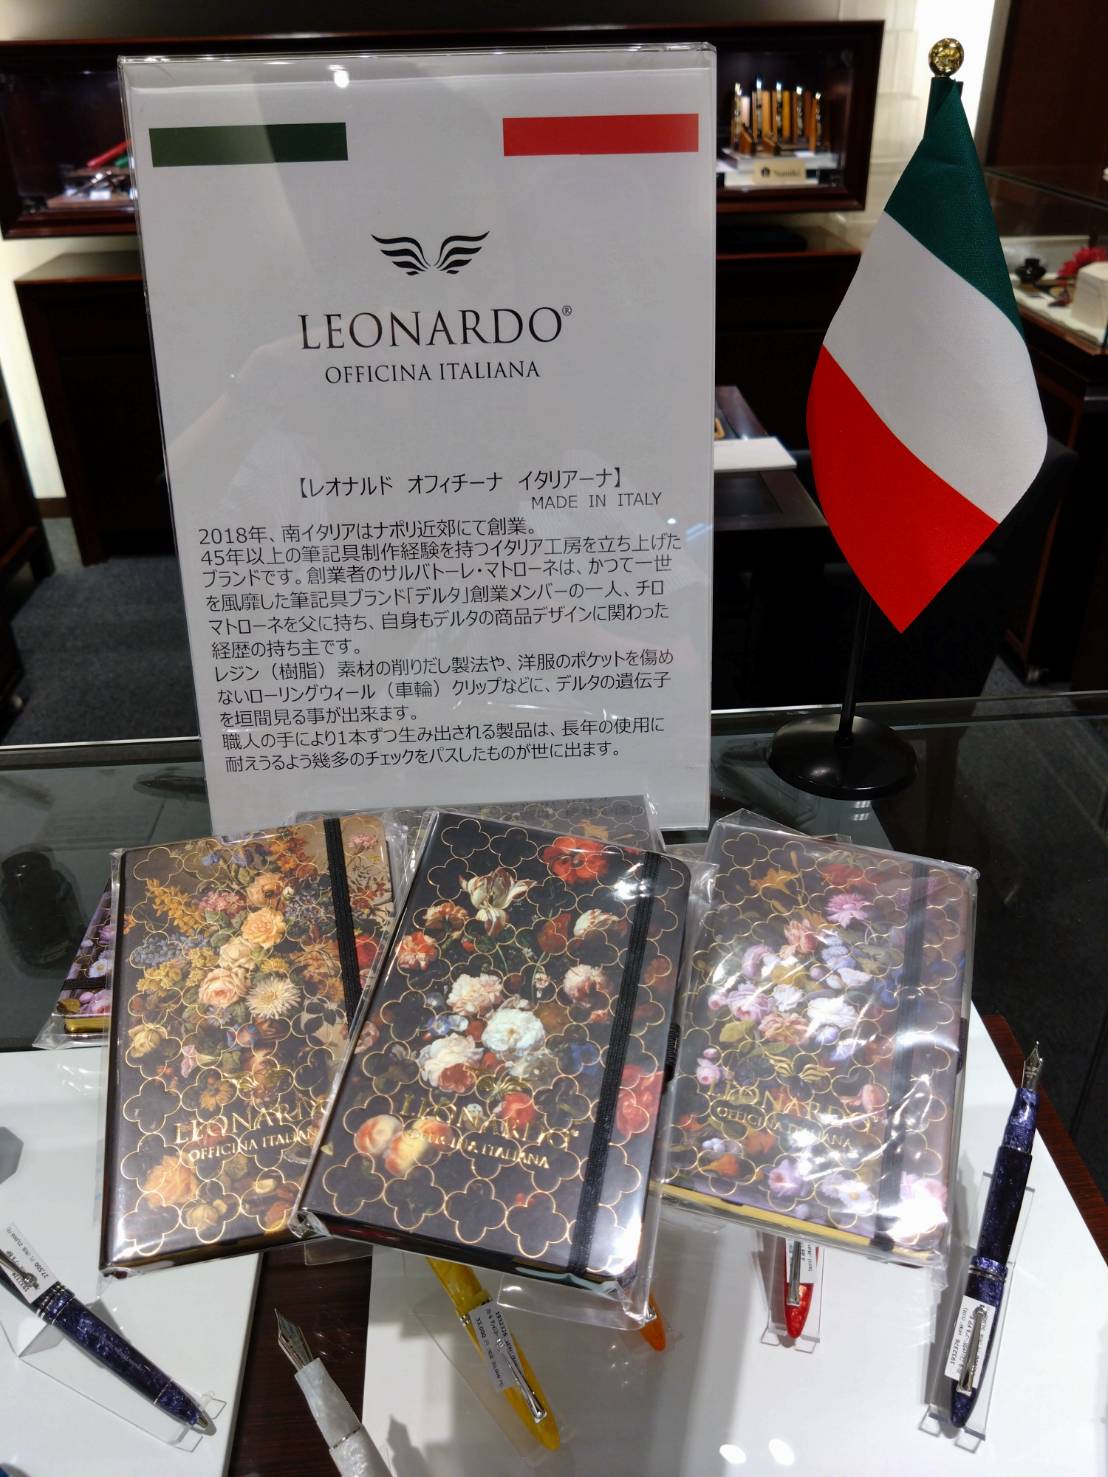 Namiki
LEONARDO®
OFFICINA ITALIANA
【レオナルド オフィチーナ イタリアーナ】
MADE IN ITALY
2018年、南イタリアはナポリ近郊にて創業。
45年以上の筆記具制作経験を持つイタリア工房を立ち上げた
ブランドです。創業者のサルバトーレ・マトローネは、かつて一世
を風靡した筆記具ブランド「デルタ」創業メンバーの一人、チロ
マトローネを父に持ち、自身もデルタの商品デザインに関わった
経歴の持ち主です。
レジン（樹脂）素材の削りだし製法や、洋服のポケットを傷め
ないローリングウィール（車輪）クリップなどに、デルタの遺伝子
を垣間見る事が出来ます。
職人の手により1本ずつ生み出される製品は、長年の使用に
耐えうるよう幾多のチェックをパスしたものが世に出ます。
LEONARDO
OFFICINA ITALIANA
LEONARDO®
OFFICINA ITALIANA
LEONARDO®
OFFICINA ITALIANA